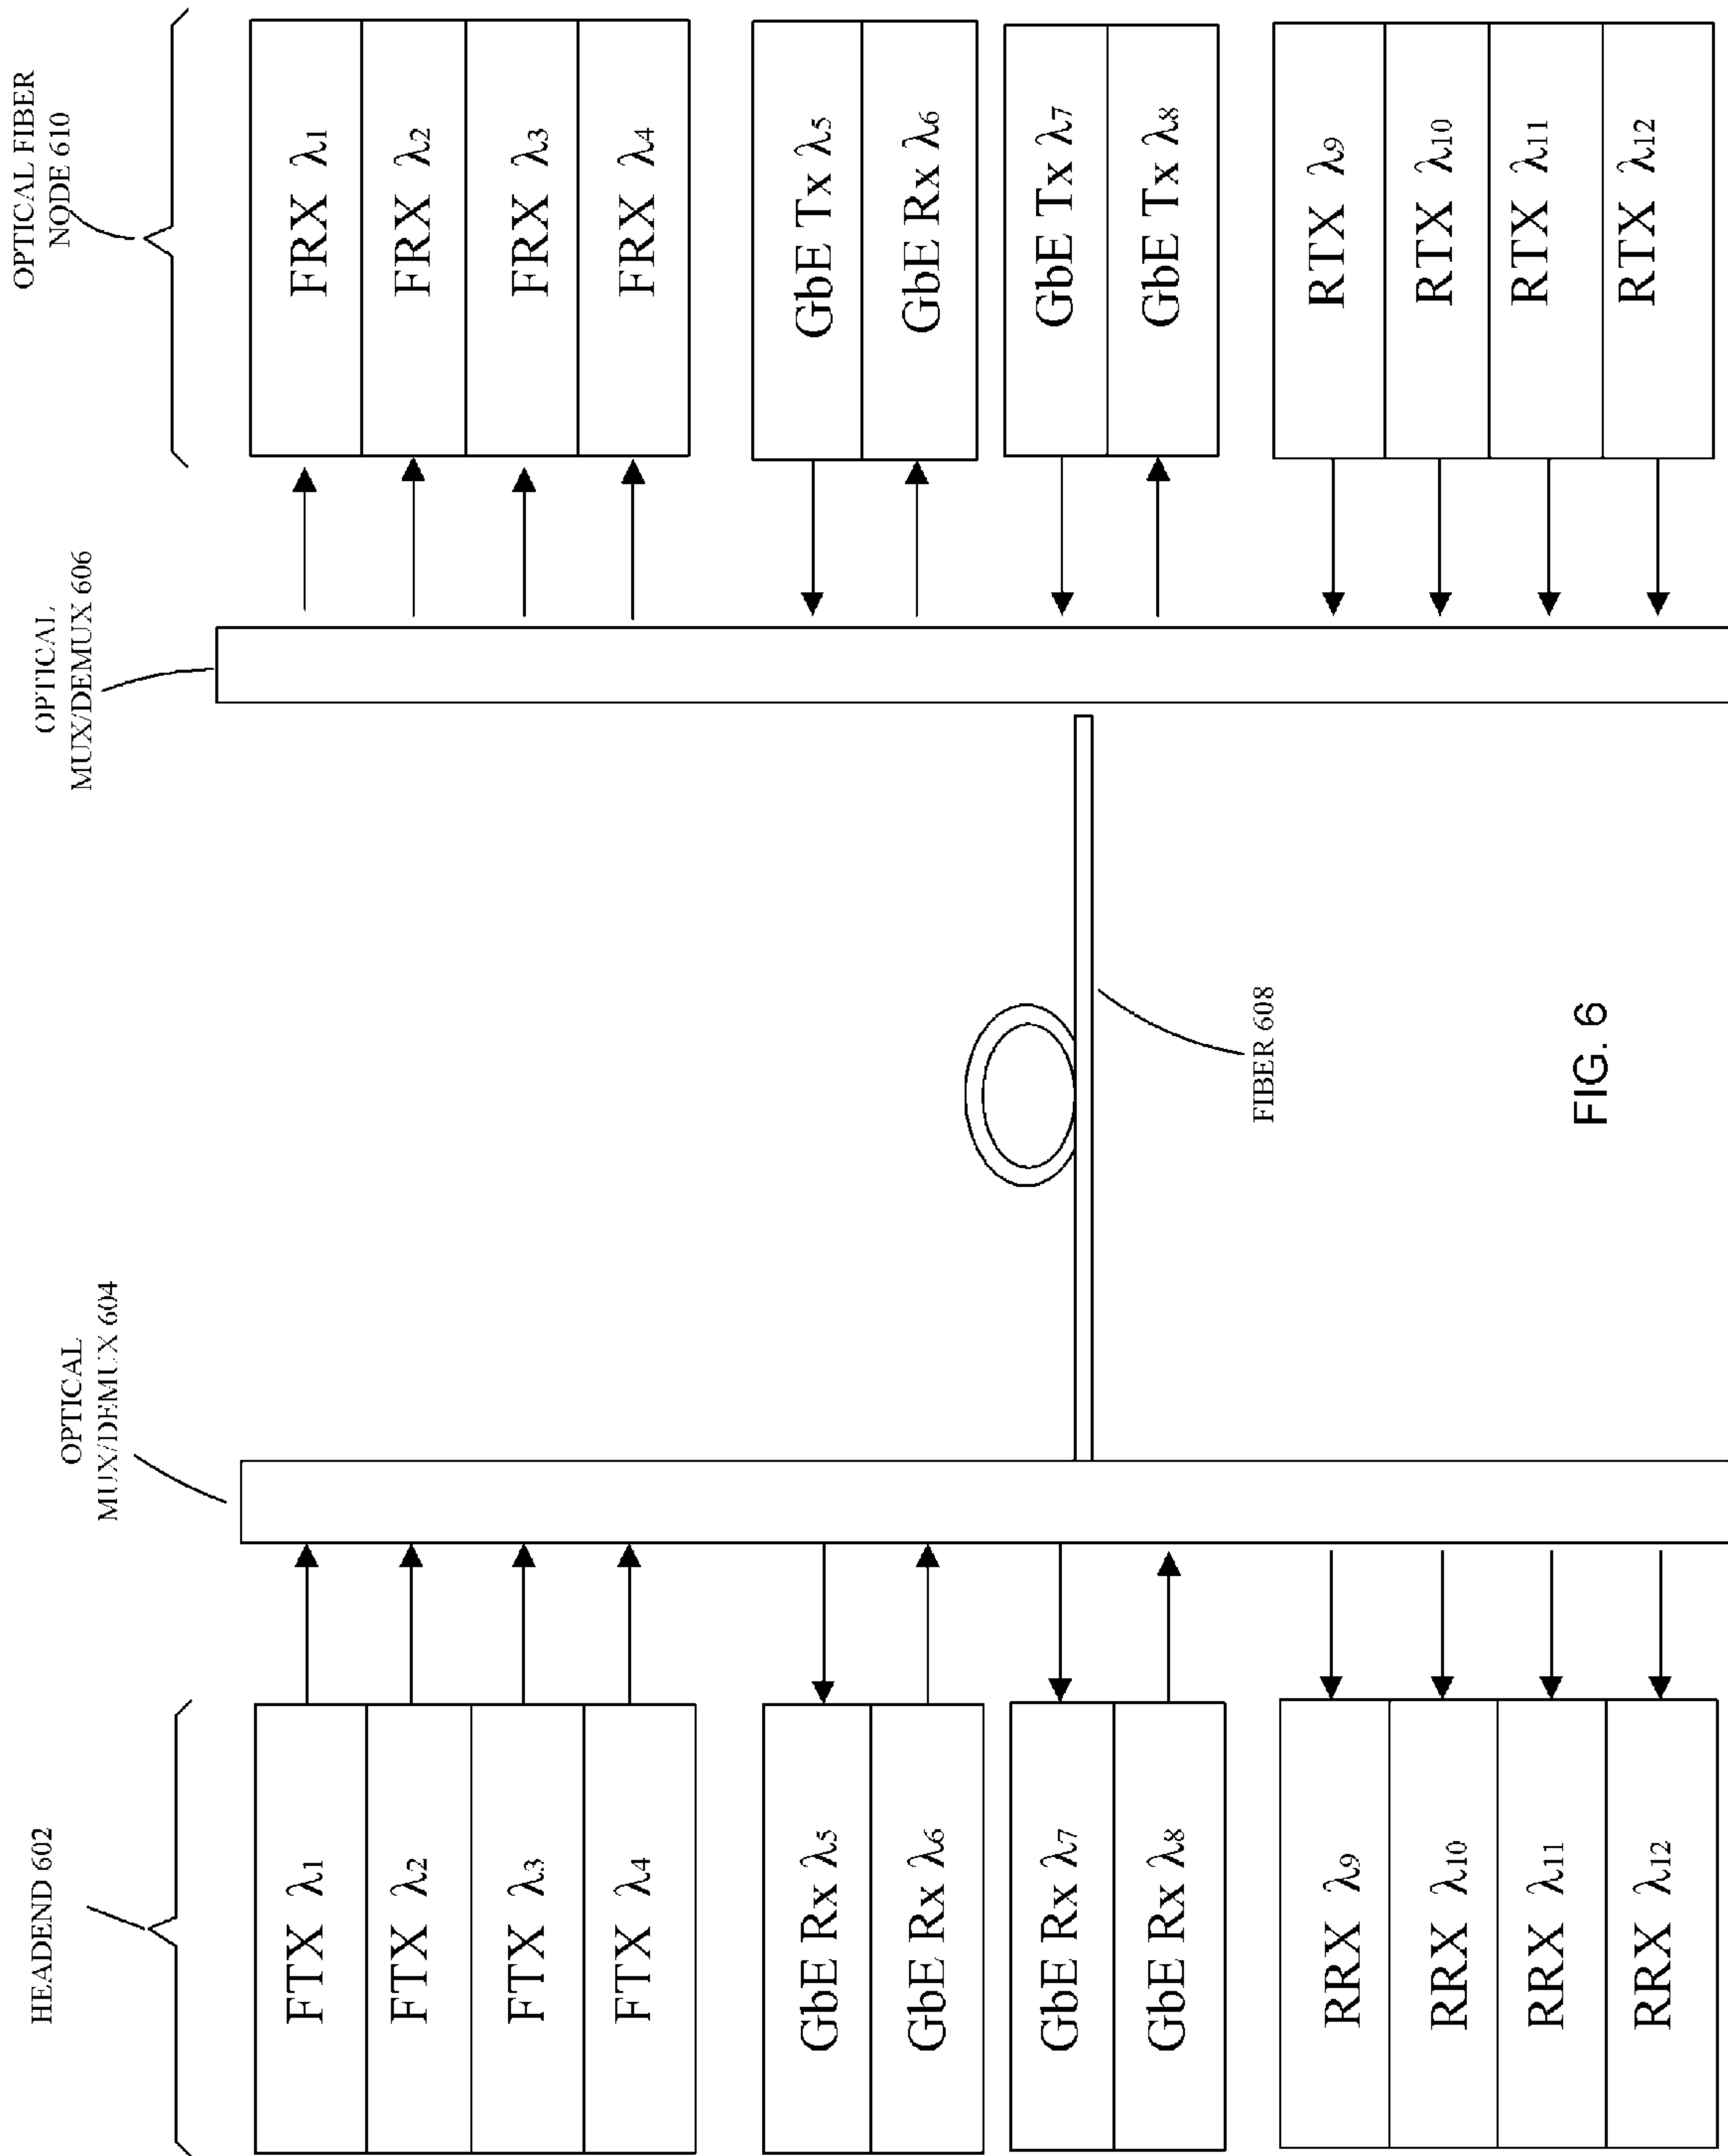 HEADEND 602
OPTICAL
MUX/DEMUX 604
OPTICAL
MUX/DEMUX 606
OPTICAL FIBER
NODE 610
FTX λ1
FTX λ2
FTX λ3
FTX λ4
GbE Rx λ5
GbE Rx λ6
GbE Rx λ7
GbE Rx λ8
RRX λ9
RRX λ10
RRX λ11
RRX λ12
FIBER 608
FRX λ1
FRX λ2
FRX λ3
FRX λ4
GbE Tx λ5
GbE Rx λ6
GbE Tx λ7
GbE Tx λ8
RTX λ9
RTX λ10
RTX λ11
RTX λ12
FIG. 6